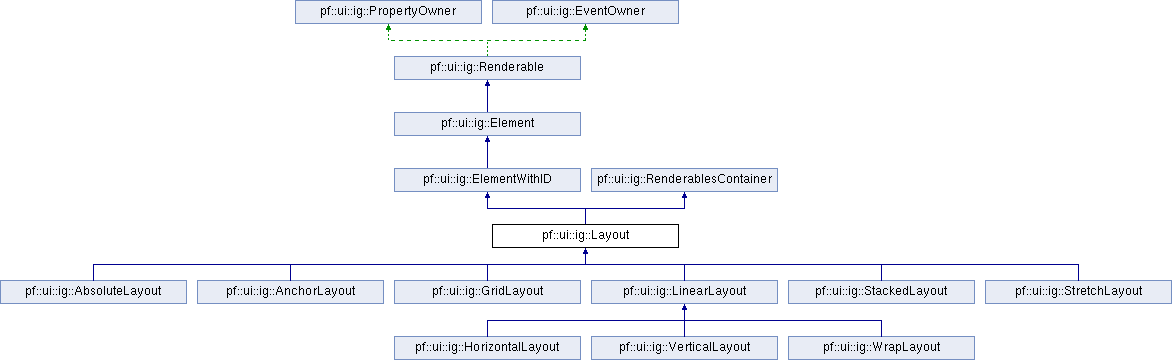 pf::ui::ig::PropertyOwner
pf::ui::ig::EventOwner
pf::ui::ig::Renderable
pf::ui::ig::Element
pf::ui::ig::ElementWithID
pf::ui::ig::RenderablesContainer
pf::ui::ig::Layout
pf::ui::ig::AbsoluteLayout
pf::ui::ig::AnchorLayout
pf::ui::ig::GridLayout
pf::ui::ig::LinearLayout
pf::ui::ig::StackedLayout
pf::ui::ig::StretchLayout
pf::ui::ig::HorizontalLayout
pf::ui::ig::VerticalLayout
pf::ui::ig::WrapLayout